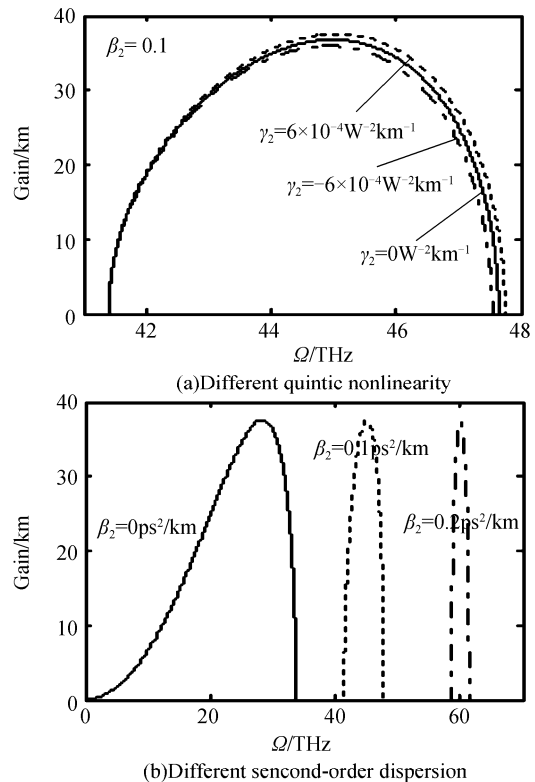 40
β₂= 0.1
30
γ₂=6×10⁻⁴W⁻²km⁻¹
20
γ₂=−6×10⁻⁴W⁻²km⁻¹
10
γ₂=0W⁻²km⁻¹
0
Gain/km
42 44 46 48
Ω/THz
(a)Different quintic nonlinearity
40
β₂=0.1ps²/km
30
β₂=0ps²/km
β₂=0.2ps²/km
20
10
0
Gain/km
0 20 40 60
Ω/THz
(b)Different sencond-order dispersion